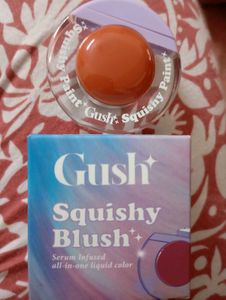 Squishy Paint
Gush Squishy Paint
Gush
Squishy
Blush
Serum Infused
all-in-one liquid color